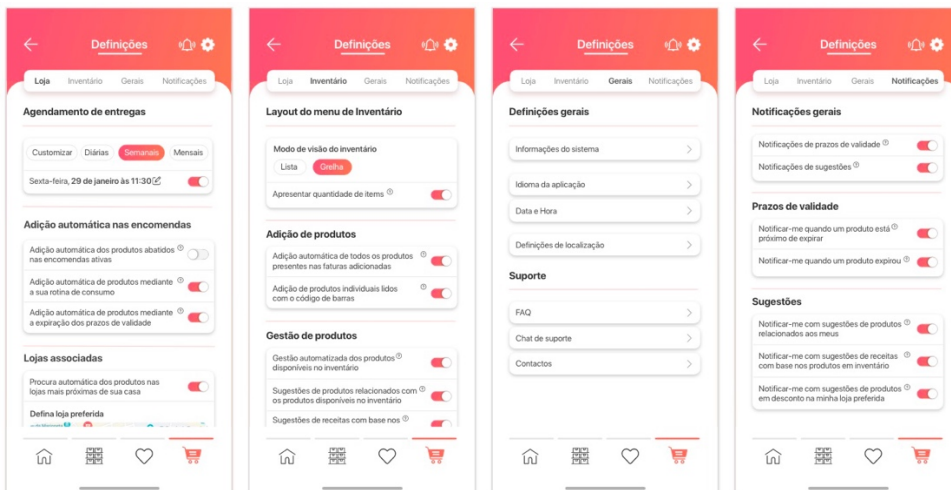 Definições
Loja Inventário Gerais Notificações
Agendamento de entregas
Customizar Diárias Semanais Mensais
Sexta-feira, 29 de janeiro às 11:30
Adição automática nas encomendas
Adição automática dos produtos abatidos
nas encomendas ativas
Adição automática de produtos mediante
a sua rotina de consumo
Adição automática de produtos mediante
a expiração dos prazos de validade
Lojas associadas
Procura automática dos produtos nas
lojas mais próximas de sua casa
Defina loja preferida
Definições
Loja Inventário Gerais Notificações
Layout do menu de Inventário
Modo de visão do inventário
Lista Grelha
Apresentar quantidade de items
Adição de produtos
Adição automática de todos os produtos
presentes nas faturas adicionadas
Adição de produtos individuais lidos
com o código de barras
Gestão de produtos
Gestão automatizada dos produtos
disponíveis no inventário
Sugestões de produtos relacionados com
os produtos disponíveis no inventário
Sugestões de receitas com base nos
Definições
Loja Inventário Gerais Notificações
Definições gerais
Informações do sistema
Idioma da aplicação
Data e Hora
Definições de localização
Suporte
FAQ
Chat de suporte
Contactos
Definições
Loja Inventário Gerais Notificações
Notificações gerais
Notificações de prazos de validade
Notificações de sugestões
Prazos de validade
Notificar-me quando um produto está
próximo de expirar
Notificar-me quando um produto expirou
Sugestões
Notificar-me com sugestões de produtos
relacionados aos meus
Notificar-me com sugestões de receitas
com base nos produtos em inventário
Notificar-me com sugestões de produtos
em desconto na minha loja preferida